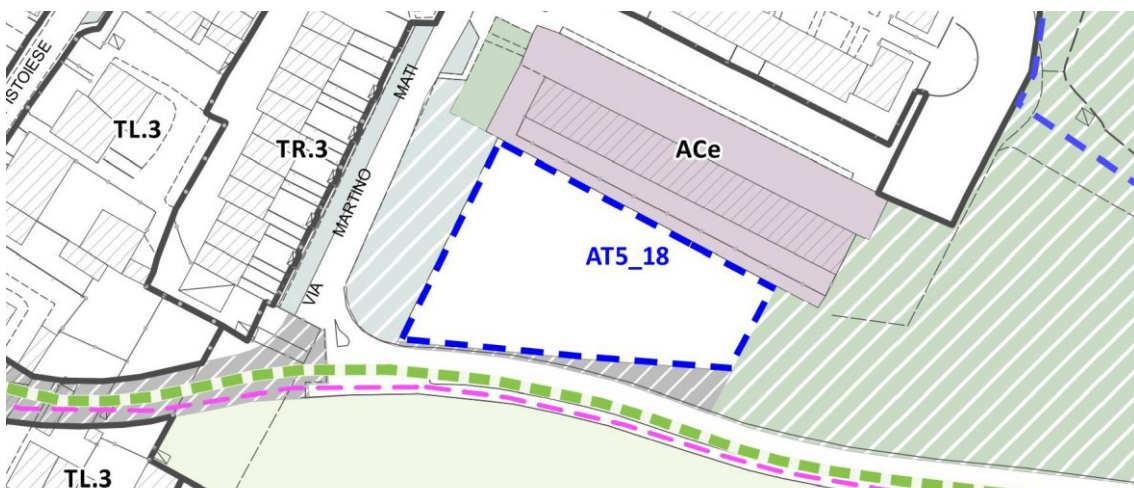 ISTOIESE
TL.3
TR.3
VIA MARTINO MATI
ACe
AT5_18
TL.3